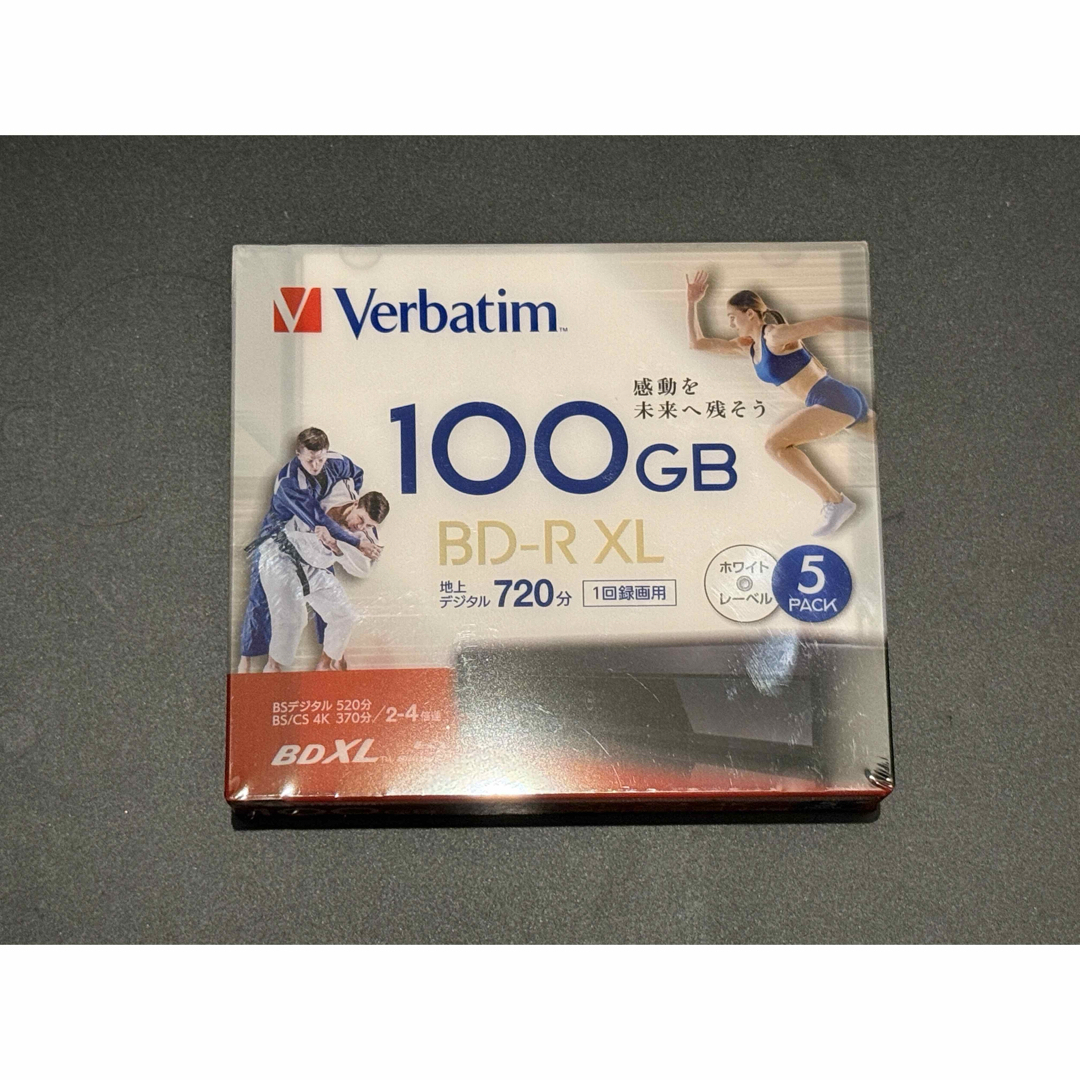 Verbatim™
感動を
未来へ残そう
100GB
BD-R XL
地上
デジタル 720分 1回録画用
ホワイト
レーベル
5
PACK
BSデジタル 520分
BS/CS 4K 370分/2-4倍速
BDXL